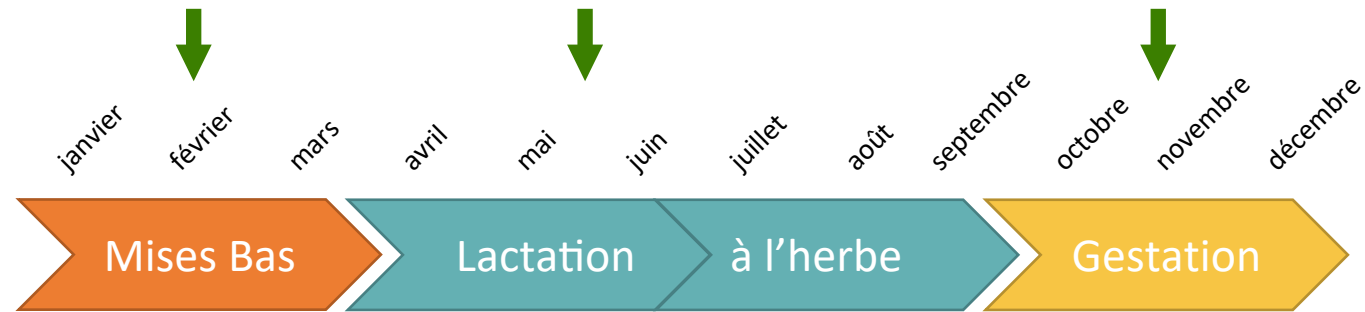 janvier février mars avril mai juin juillet août septembre octobre novembre décembre
Mises Bas Lactation à l’herbe Gestation